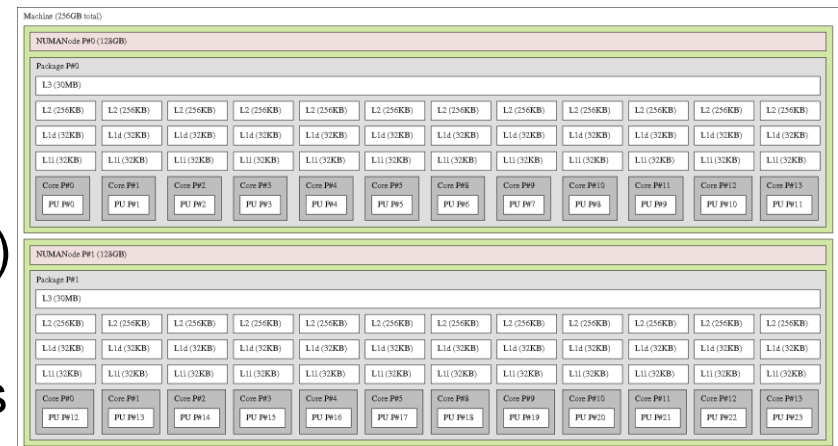 Machine (256GB total)
NUMANode P#0 (128GB)
Package P#0
L3 (30MB)
L2 (256KB) L2 (256KB) L2 (256KB) L2 (256KB) L2 (256KB) L2 (256KB) L2 (256KB) L2 (256KB) L2 (256KB) L2 (256KB) L2 (256KB) L2 (256KB)
L1d (32KB) L1d (32KB) L1d (32KB) L1d (32KB) L1d (32KB) L1d (32KB) L1d (32KB) L1d (32KB) L1d (32KB) L1d (32KB) L1d (32KB) L1d (32KB)
L1i (32KB) L1i (32KB) L1i (32KB) L1i (32KB) L1i (32KB) L1i (32KB) L1i (32KB) L1i (32KB) L1i (32KB) L1i (32KB) L1i (32KB) L1i (32KB)
Core P#0 Core P#1 Core P#2 Core P#3 Core P#4 Core P#5 Core P#8 Core P#9 Core P#10 Core P#11 Core P#12 Core P#13
PU P#0 PU P#1 PU P#2 PU P#3 PU P#4 PU P#5 PU P#6 PU P#7 PU P#8 PU P#9 PU P#10 PU P#11
)
NUMANode P#1 (128GB)
Package P#1
L3 (30MB)
L2 (256KB) L2 (256KB) L2 (256KB) L2 (256KB) L2 (256KB) L2 (256KB) L2 (256KB) L2 (256KB) L2 (256KB) L2 (256KB) L2 (256KB) L2 (256KB)
L1d (32KB) L1d (32KB) L1d (32KB) L1d (32KB) L1d (32KB) L1d (32KB) L1d (32KB) L1d (32KB) L1d (32KB) L1d (32KB) L1d (32KB) L1d (32KB)
L1i (32KB) L1i (32KB) L1i (32KB) L1i (32KB) L1i (32KB) L1i (32KB) L1i (32KB) L1i (32KB) L1i (32KB) L1i (32KB) L1i (32KB) L1i (32KB)
s
Core P#0 Core P#1 Core P#2 Core P#3 Core P#4 Core P#5 Core P#8 Core P#9 Core P#10 Core P#11 Core P#12 Core P#13
PU P#12 PU P#13 PU P#14 PU P#15 PU P#16 PU P#17 PU P#18 PU P#19 PU P#20 PU P#21 PU P#22 PU P#23